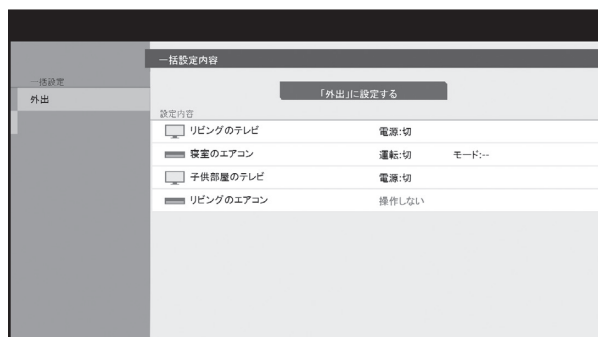 一括設定内容
一括設定
外出
「外出」に設定する
設定内容
リビングのテレビ 電源:切
寝室のエアコン 運転:切 モード:--
子供部屋のテレビ 電源:切
リビングのエアコン 操作しない